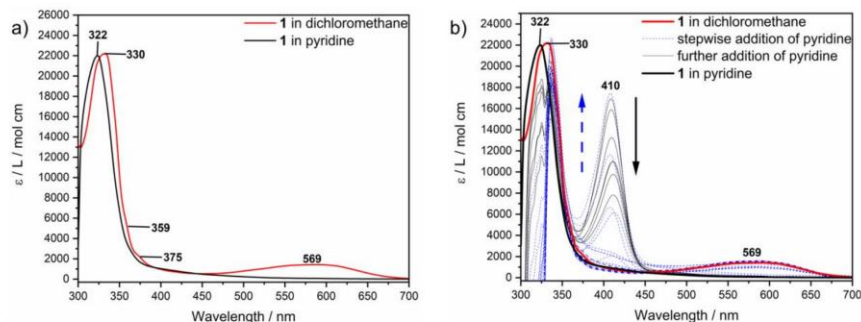 a)
26000
24000
22000
20000
18000
16000
14000
12000
10000
8000
6000
4000
2000
0
ε / L / mol cm
322
330
359
375
569
1 in dichloromethane
1 in pyridine
300 350 400 450 500 550 600 650 700
Wavelength / nm
b)
26000
24000
22000
20000
18000
16000
14000
12000
10000
8000
6000
4000
2000
0
ε / L / mol cm
322
330
410
569
1 in dichloromethane
stepwise addition of pyridine
further addition of pyridine
1 in pyridine
300 350 400 450 500 550 600 650 700
Wavelength / nm